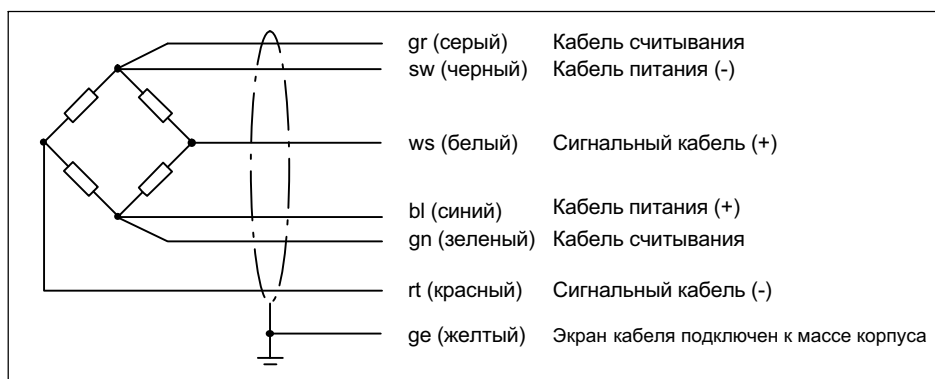 gr (серый) Кабель считывания
sw (черный) Кабель питания (-)
ws (белый) Сигнальный кабель (+)
bl (синий) Кабель питания (+)
gn (зеленый) Кабель считывания
rt (красный) Сигнальный кабель (-)
ge (желтый) Экран кабеля подключен к массе корпуса